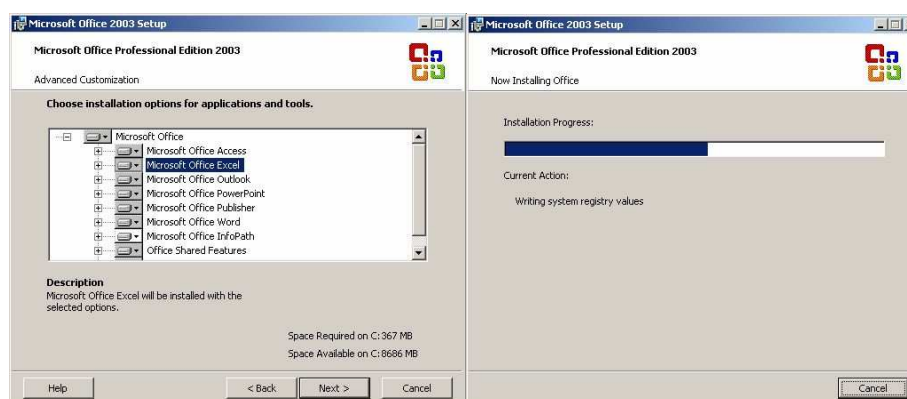 Microsoft Office 2003 Setup
Microsoft Office Professional Edition 2003
Advanced Customization
Choose installation options for applications and tools.
Microsoft Office
Microsoft Office Access
Microsoft Office Excel
Microsoft Office Outlook
Microsoft Office PowerPoint
Microsoft Office Publisher
Microsoft Office Word
Microsoft Office InfoPath
Office Shared Features
Description
Microsoft Office Excel will be installed with the
selected options.
Space Required on C: 367 MB
Space Available on C: 8686 MB
Help
< Back
Next >
Cancel
Microsoft Office 2003 Setup
Microsoft Office Professional Edition 2003
Now Installing Office
Installation Progress:
Current Action:
Writing system registry values
Cancel